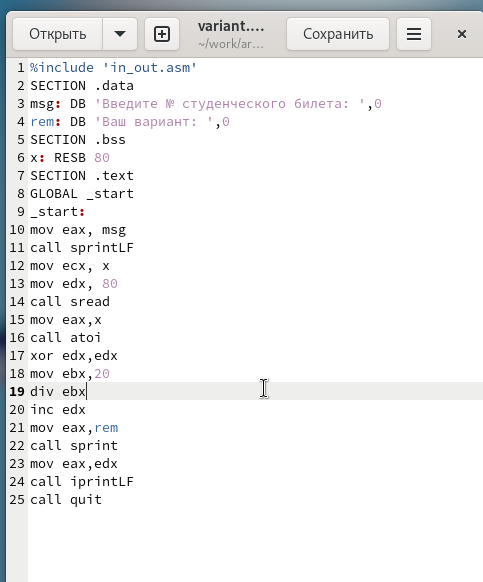 Открыть
variant....
~/work/ar...
Сохранить
1 %include 'in_out.asm'
2 SECTION .data
3 msg: DB 'Введите № студенческого билета: ',0
4 rem: DB 'Ваш вариант: ',0
5 SECTION .bss
6 x: RESB 80
7 SECTION .text
8 GLOBAL _start
9 _start:
10 mov eax, msg
11 call sprintLF
12 mov ecx, x
13 mov edx, 80
14 call sread
15 mov eax,x
16 call atoi
17 xor edx,edx
18 mov ebx,20
19 div ebx
20 inc edx
21 mov eax,rem
22 call sprint
23 mov eax,edx
24 call iprintLF
25 call quit